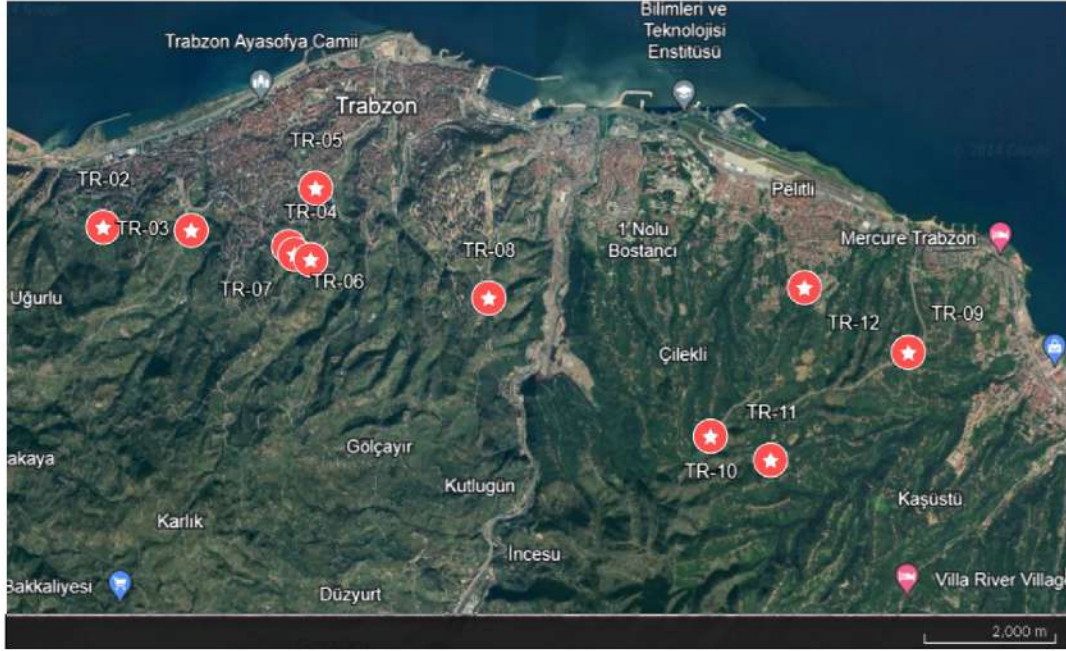 Bilimleri ve
Teknolojisi
Enstitüsü
Trabzon Ayasofya Camii
Trabzon
TR-05
TR-02
Pelitli
TR-04
TR-03
1 Nolu
Bostancı
Mercure Trabzon
TR-08
TR-07
TR-06
Uğurlu
TR-12
TR-09
Çilekli
TR-11
Gölçayır
akaya
TR-10
Kutlugün
Kaşüstü
Karlık
İncesu
Bakkaliyesi
Villa River Village
Düzyurt
2,000 m